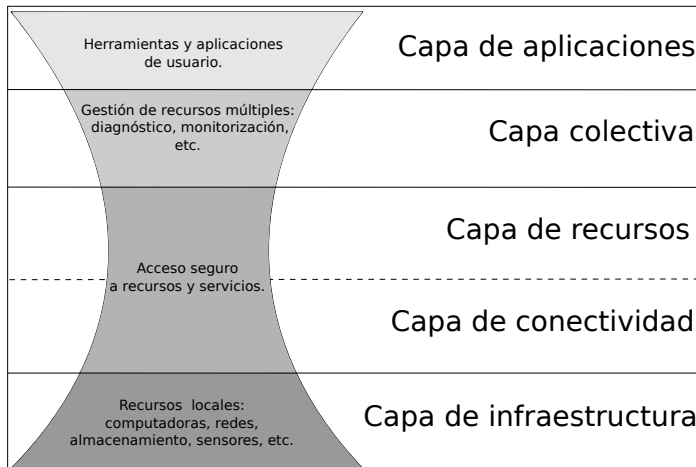 Herramientas y aplicaciones
de usuario.
Capa de aplicaciones
Gestión de recursos múltiples:
diagnóstico, monitorización,
etc.
Capa colectiva
Capa de recursos
Acceso seguro
a recursos y servicios.
Capa de conectividad
Recursos locales:
computadoras, redes,
almacenamiento, sensores, etc.
Capa de infraestructura